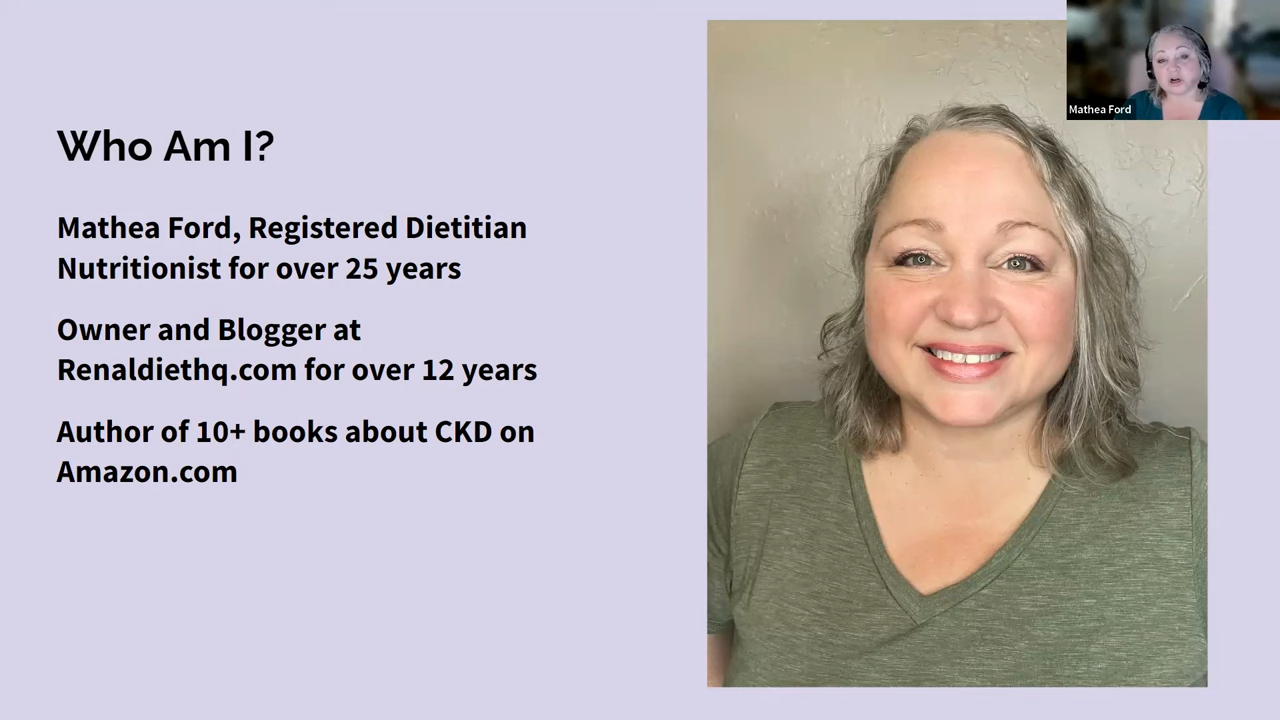 Who Am I?
Mathea Ford, Registered Dietitian
Nutritionist for over 25 years
Owner and Blogger at
Renaldiethq.com for over 12 years
Author of 10+ books about CKD on
Amazon.com
Mathea Ford